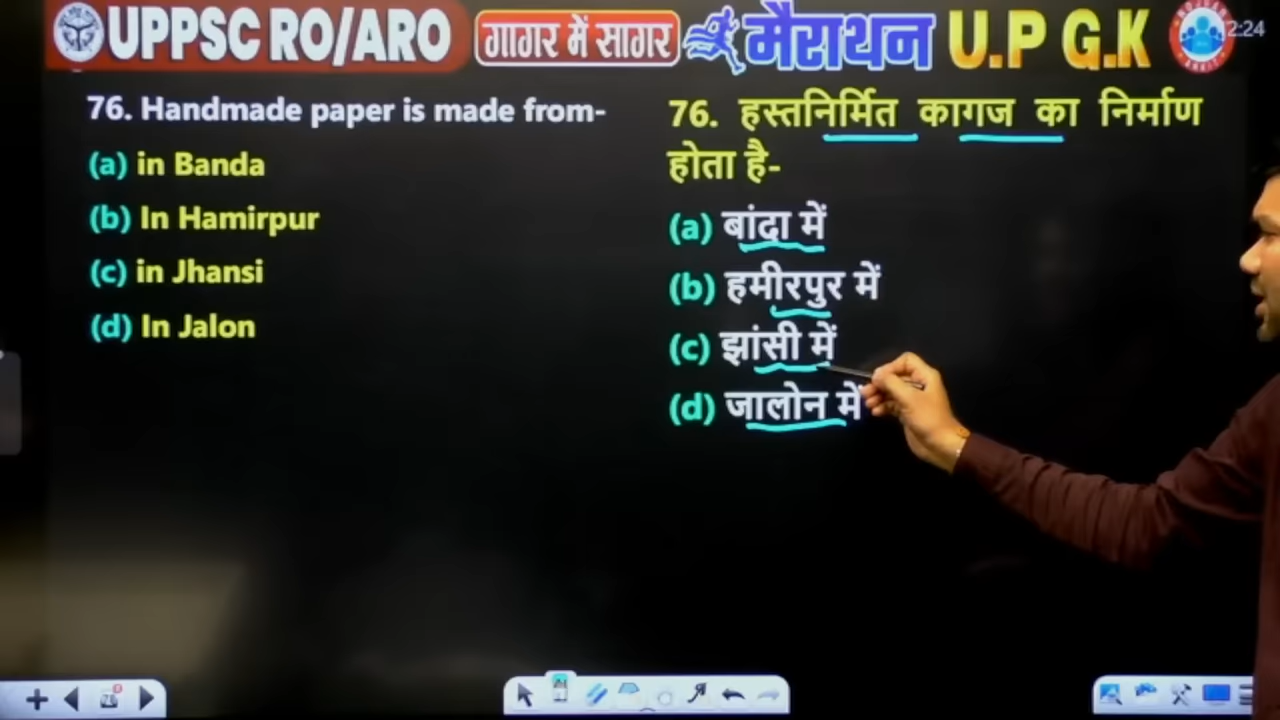 UPPSC RO/ARO गागर में सागर मैराथन U.P G.K
2:24
76. Handmade paper is made from-
(a) in Banda
(b) In Hamirpur
(c) in Jhansi
(d) In Jalon
76. हस्तनिर्मित कागज का निर्माण
होता है-
(a) बांदा में
(b) हमीरपुर में
(c) झांसी में
(d) जालोन में